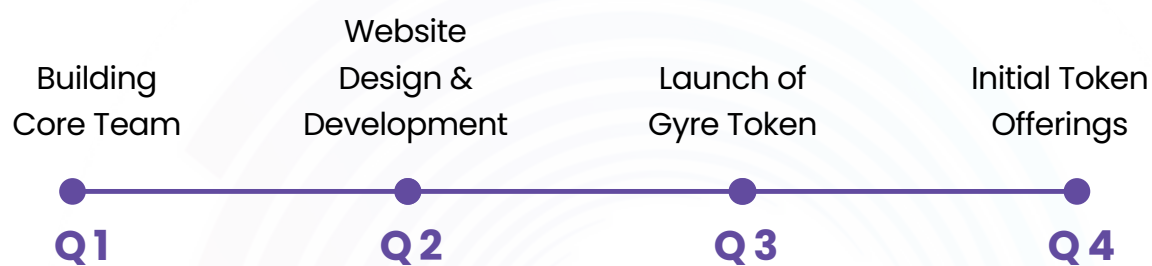 Building
Core Team
Website
Design &
Development
Launch of
Gyre Token
Initial Token
Offerings
Q1
Q2
Q3
Q4